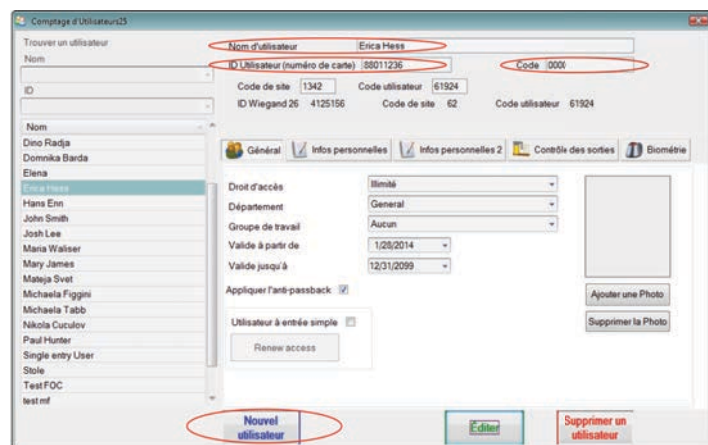 Comptage d'Utilisateurs25
Trouver un utilisateur
Nom
ID
Nom
Dino Radja
Domnika Barda
Elena
Erica Hess
Hans Enn
John Smith
Josh Lee
Maria Waliser
Mary James
Mateja Svet
Michaela Figgini
Michaela Tabb
Nikola Cuculov
Paul Hunter
Single entry User
Stole
Test FOC
test mf
Nom d'utilisateur Erica Hess
ID Utilisateur (numéro de carte) 88011236 Code 0000
Code de site 1342 Code utilisateur 61924
ID Wiegand 26 4125156 Code de site 62 Code utilisateur 61924
Général Infos personnelles Infos personnelles 2 Contrôle des sorties Biométrie
Droit d'accès Illimité
Département General
Groupe de travail Aucun
Valide à partir de 1/28/2014
Valide jusqu'à 12/31/2099
Appliquer l'anti-passback
Utilisateur à entrée simple
Renew access
Ajouter une Photo
Supprimer la Photo
Nouvel
utilisateur
Éditer
Supprimer un
utilisateur